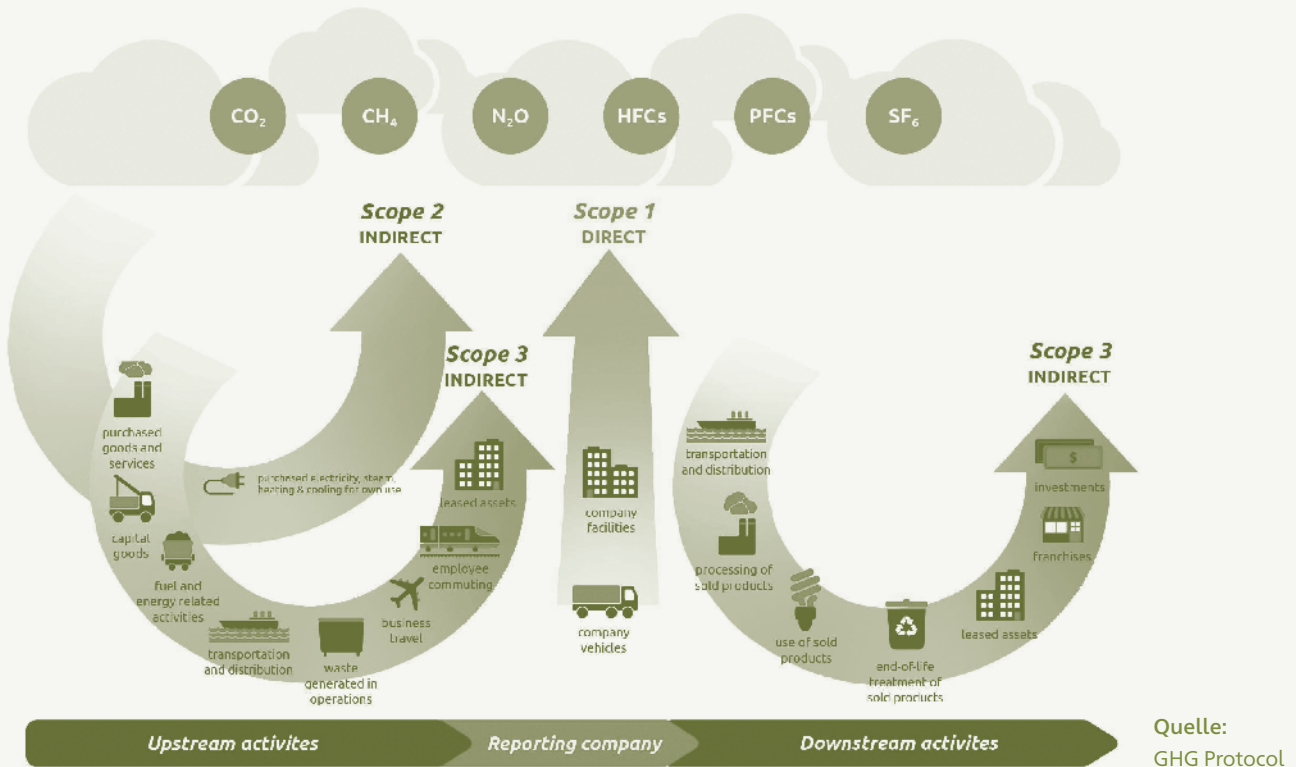 CO₂
CH₄
N₂O
HFCs
PFCs
SF₆
Scope 2
INDIRECT
Scope 1
DIRECT
Scope 3
INDIRECT
Scope 3
INDIRECT
purchased
goods and
services
capital
goods
fuel and
energy related
activities
transportation
and distribution
waste
generated in
operations
business
travel
employee
commuting
leased assets
purchased electricity, steam,
heating & cooling for own use
company
facilities
company
vehicles
transportation
and distribution
processing of
sold products
use of sold
products
end-of-life
treatment of
sold products
leased assets
franchises
$
investments
Upstream activites
Reporting company
Downstream activites
Quelle:
GHG Protocol